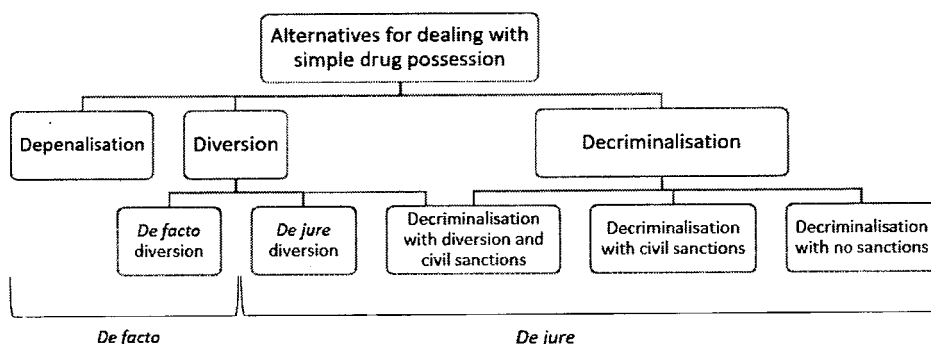 Alternatives for dealing with
simple drug possession
Depenalisation
Diversion
Decriminalisation
De facto
diversion
De jure
diversion
Decriminalisation
with diversion and
civil sanctions
Decriminalisation
with civil sanctions
Decriminalisation
with no sanctions
De facto
De jure